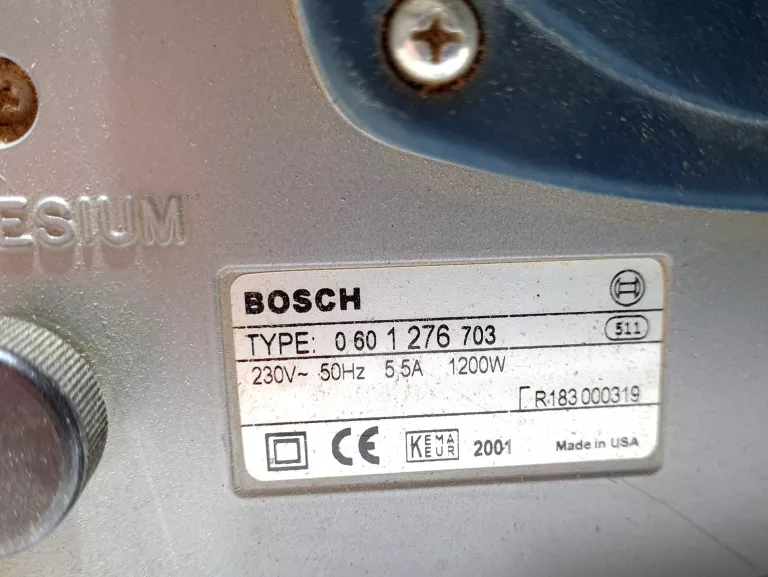 ESIUM
BOSCH
TYPE: 0 60 1 276 703
511
230V~ 50Hz 5,5A 1200W
R183 000319
CE KEMA EUR 2001 Made in USA